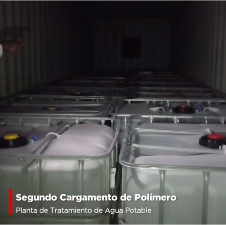 Segundo Cargamento de Polímero
Planta de Tratamiento de Agua Potable